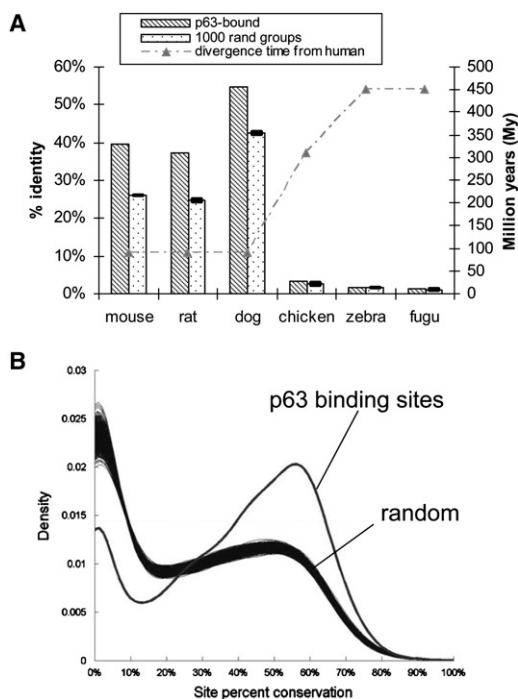 A
p63-bound
1000 rand groups
divergence time from human
60%
50%
40%
30%
20%
10%
0%
% identity
500
450
400
350
300
250
200
150
100
50
0
Million years (My)
mouse rat dog chicken zebra fugu
B
0.03
0.025
0.02
0.015
0.01
0.005
0
Density
p63 binding sites
random
0% 10% 20% 30% 40% 50% 60% 70% 80% 90% 100%
Site percent conservation